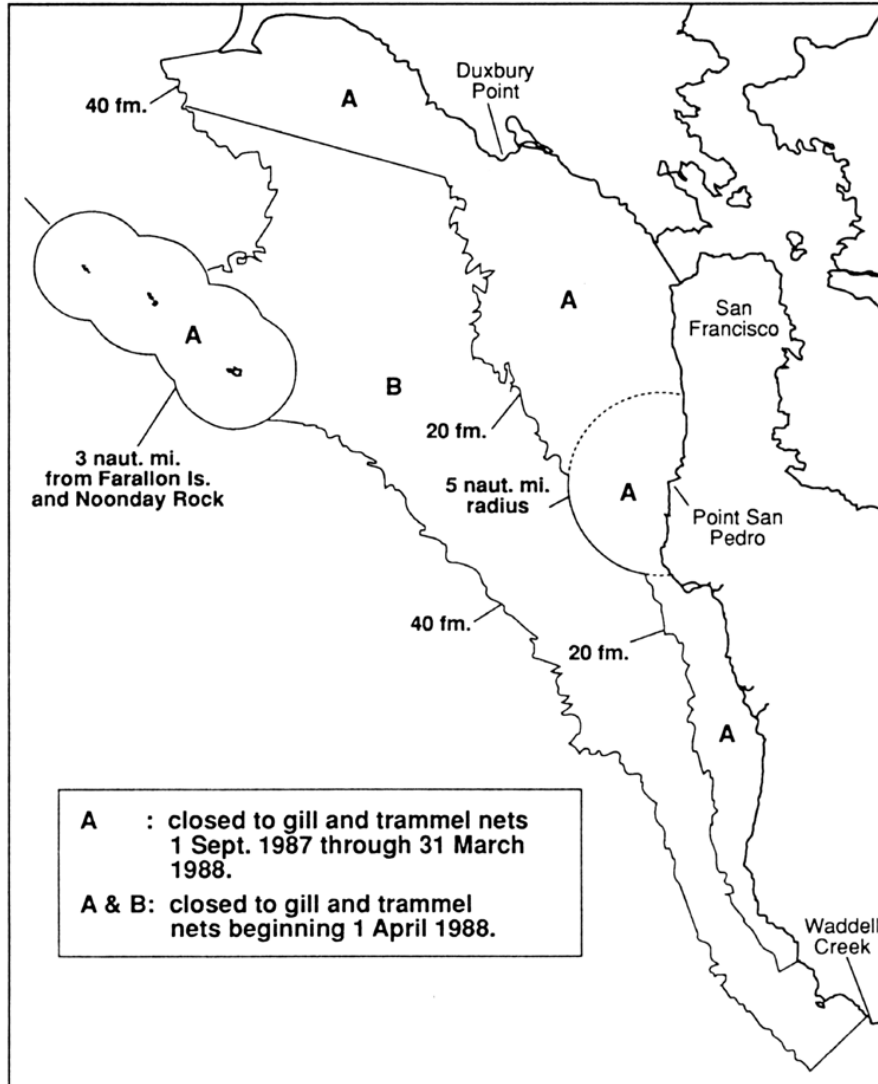 Duxbury
Point
40 fm.
A
A
San
Francisco
A
B
20 fm.
3 naut. mi.
from Farallon Is.
and Noonday Rock
5 naut. mi.
radius
A
Point San
Pedro
40 fm.
20 fm.
A
A : closed to gill and trammel nets
1 Sept. 1987 through 31 March
1988.
A & B: closed to gill and trammel
nets beginning 1 April 1988.
Waddell
Creek